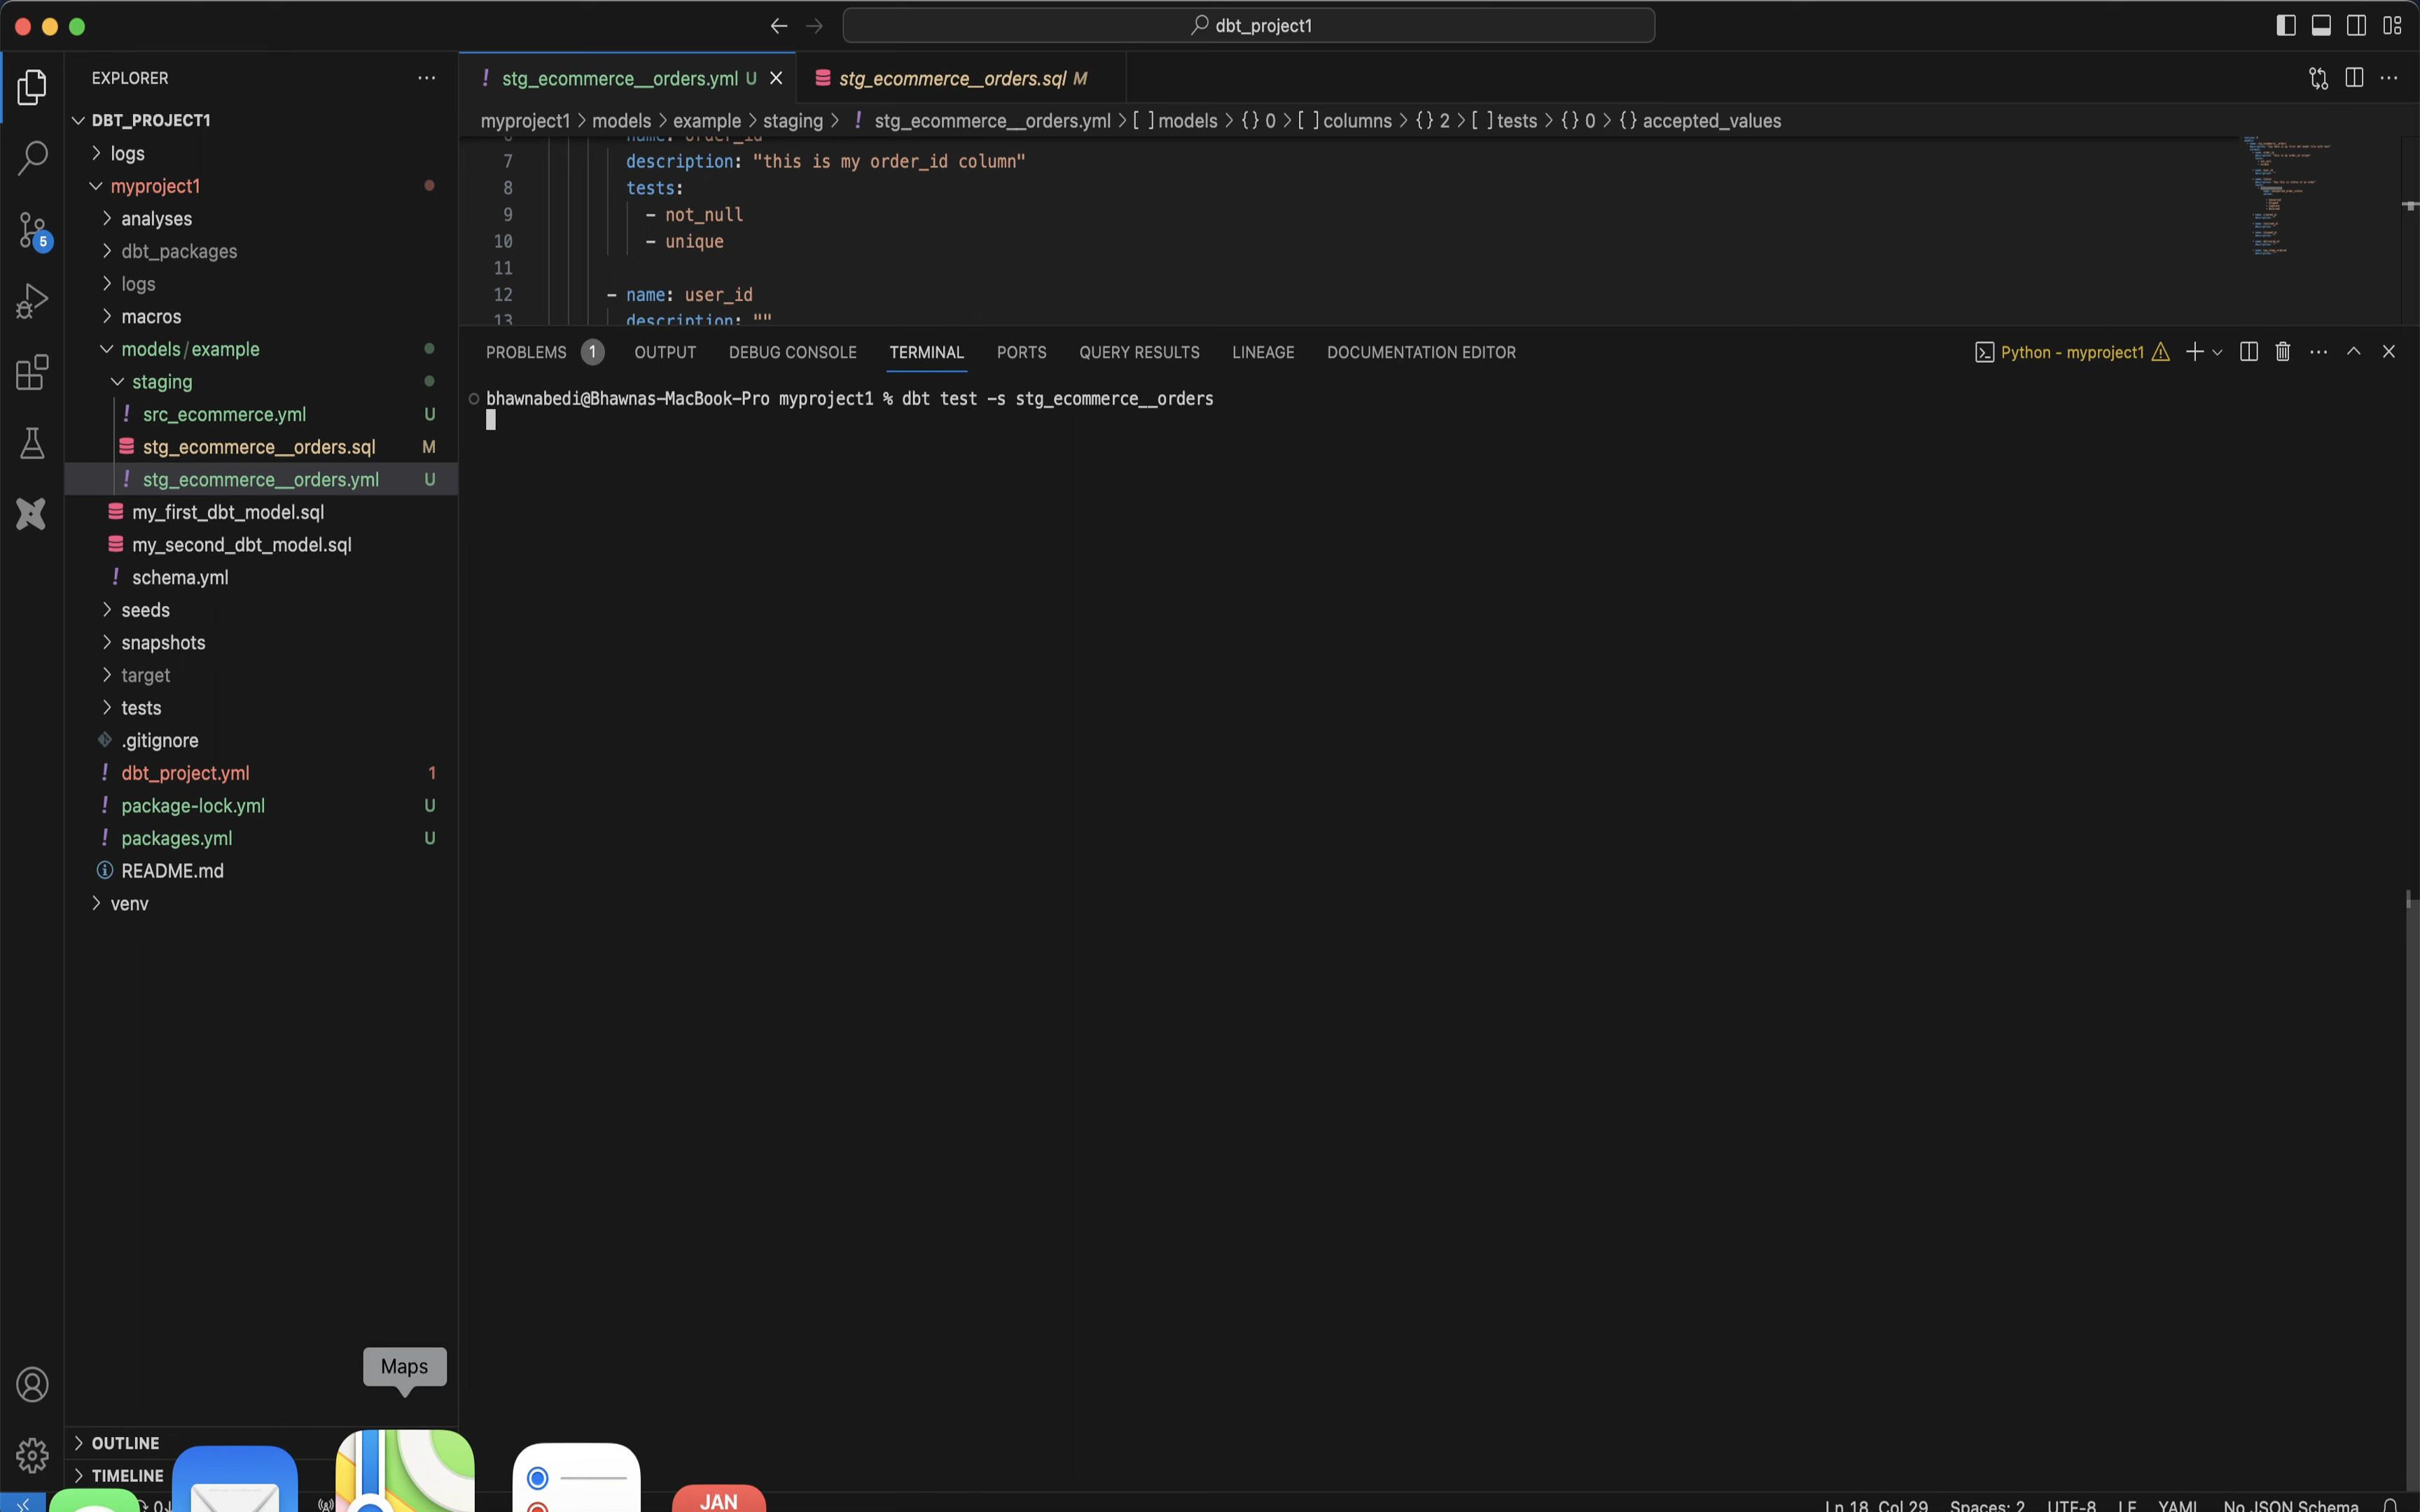 dbt_project1
EXPLORER
DBT_PROJECT1
logs
myproject1
analyses
dbt_packages
logs
macros
models/example
staging
src_ecommerce.yml U
stg_ecommerce__orders.sql M
stg_ecommerce__orders.yml U
my_first_dbt_model.sql
my_second_dbt_model.sql
schema.yml
seeds
snapshots
target
tests
.gitignore
dbt_project.yml 1
package-lock.yml U
packages.yml U
README.md
venv
OUTLINE
TIMELINE
5
stg_ecommerce__orders.yml U
stg_ecommerce__orders.sql M
myproject1 > models > example > staging > ! stg_ecommerce__orders.yml > [ ] models > {} 0 > [ ] columns > {} 2 > [ ] tests > {} 0 > {} accepted_values
7 description: "this is my order_id column"
8 tests:
9 - not_null
10 - unique
11
12 - name: user_id
13 description: ""
PROBLEMS 1 OUTPUT DEBUG CONSOLE TERMINAL PORTS QUERY RESULTS LINEAGE DOCUMENTATION EDITOR
Python - myproject1
bhawnabedi@Bhawnas-MacBook-Pro myproject1 % dbt test -s stg_ecommerce__orders
Maps
JAN
Ln 18, Col 29 Spaces: 2 UTF-8 LF YAML No JSON Schema